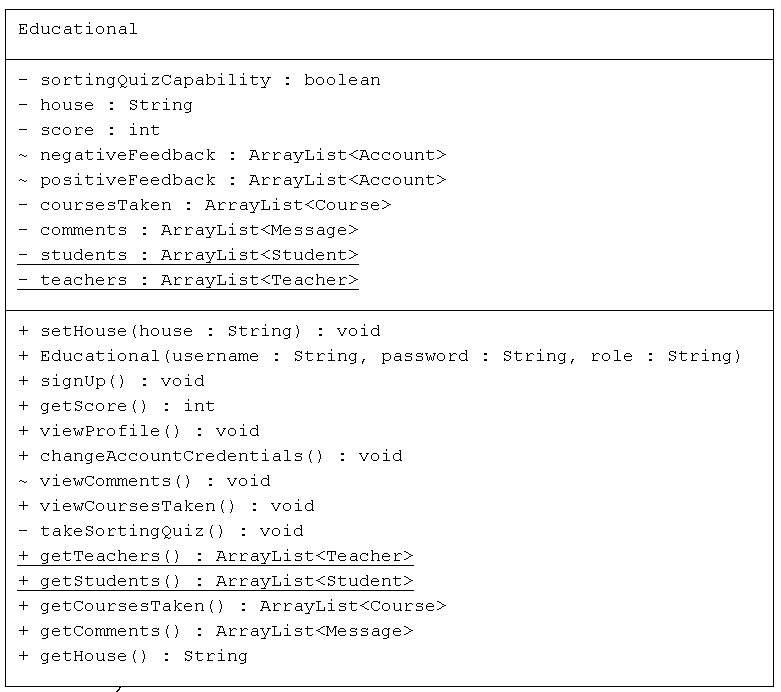 Educational
- sortingQuizCapability : boolean
- house : String
- score : int
~ negativeFeedback : ArrayList<Account>
~ positiveFeedback : ArrayList<Account>
- coursesTaken : ArrayList<Course>
- comments : ArrayList<Message>
- students : ArrayList<Student>
- teachers : ArrayList<Teacher>
+ setHouse(house : String) : void
+ Educational(username : String, password : String, role : String)
+ signUp() : void
+ getScore() : int
+ viewProfile() : void
+ changeAccountCredentials() : void
~ viewComments() : void
+ viewCoursesTaken() : void
- takeSortingQuiz() : void
+ getTeachers() : ArrayList<Teacher>
+ getStudents() : ArrayList<Student>
+ getCoursesTaken() : ArrayList<Course>
+ getComments() : ArrayList<Message>
+ getHouse() : String